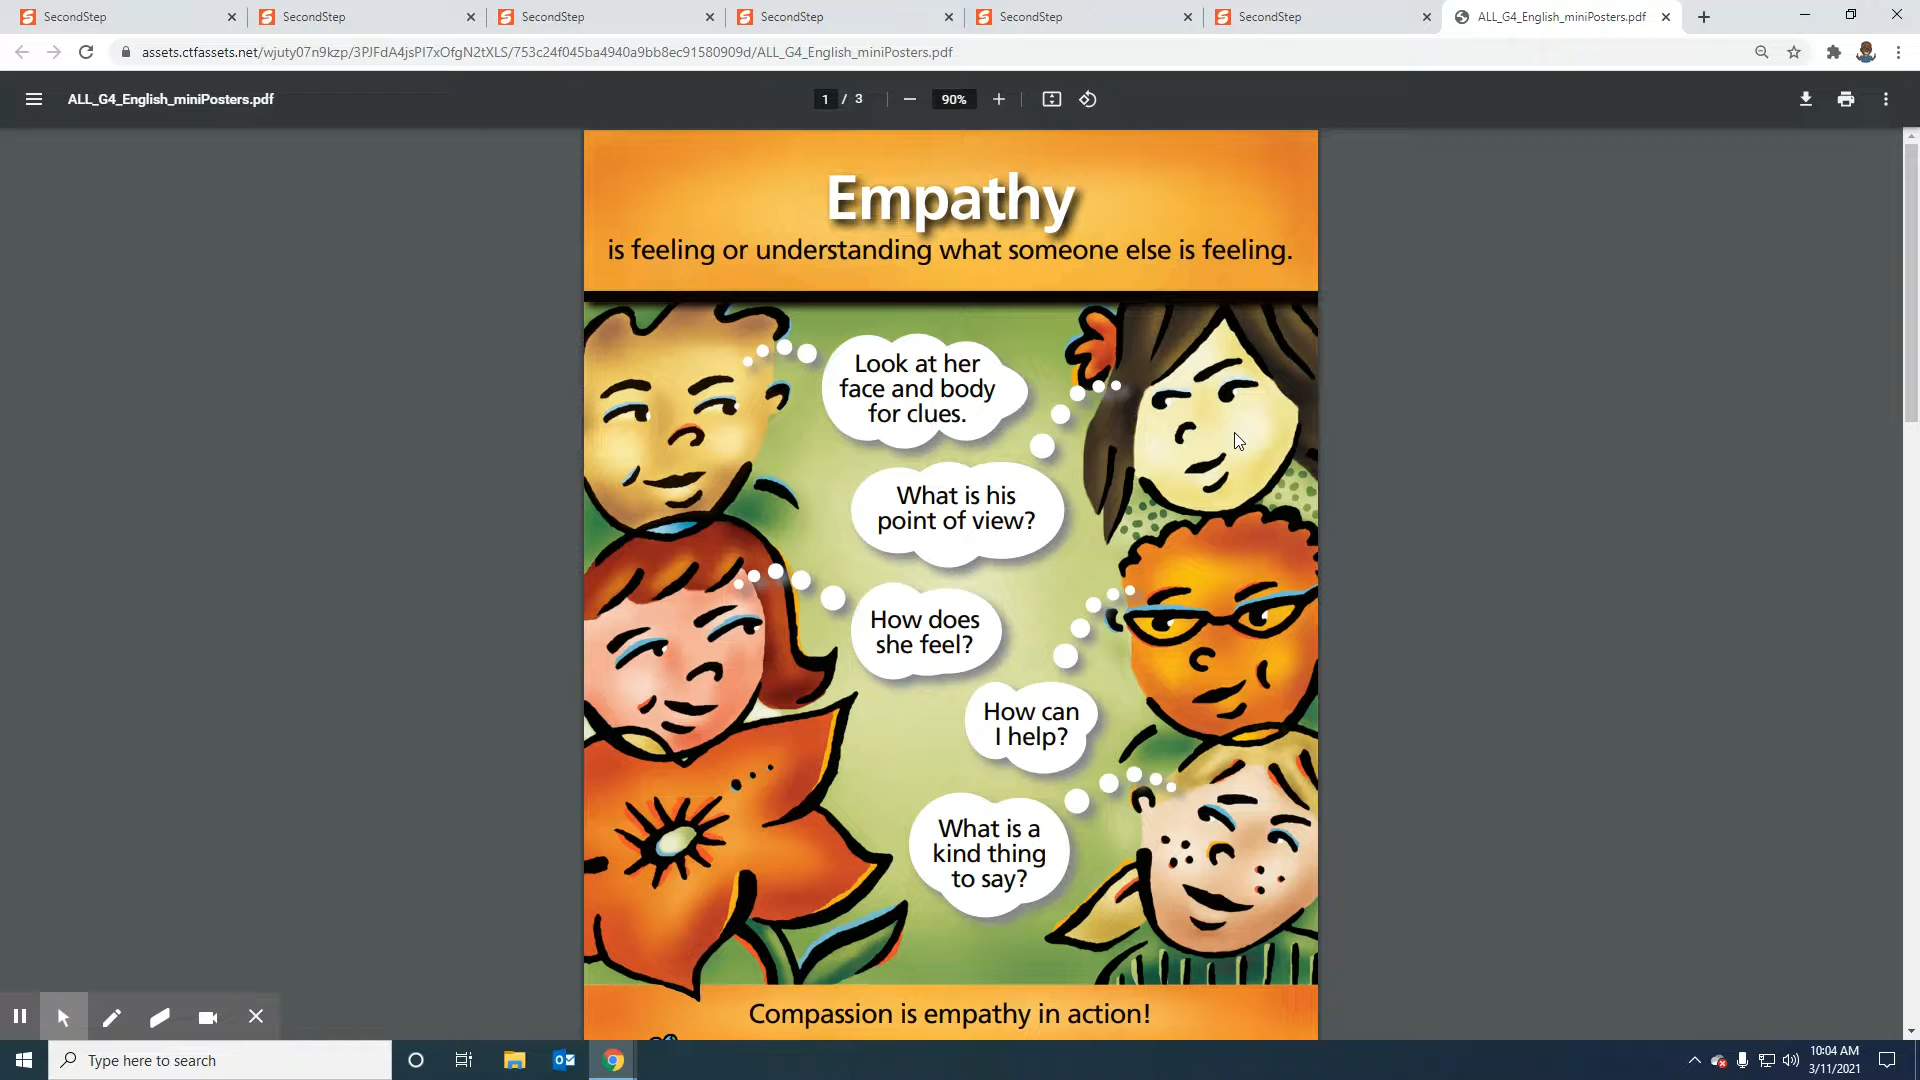 SecondStep
SecondStep
SecondStep
SecondStep
SecondStep
SecondStep
ALL_G4_English_miniPosters.pdf
assets.ctfassets.net/wjuty07n9kzp/3PJFdA4jsPI7xOfgN2tXLS/753c24f045ba4940a9bb8ec91580909d/ALL_G4_English_miniPosters.pdf
ALL_G4_English_miniPosters.pdf
1 / 3
90%
Empathy
is feeling or understanding what someone else is feeling.
Look at her
face and body
for clues.
What is his
point of view?
How does
she feel?
How can
I help?
What is a
kind thing
to say?
Compassion is empathy in action!
Type here to search
10:04 AM
3/11/2021